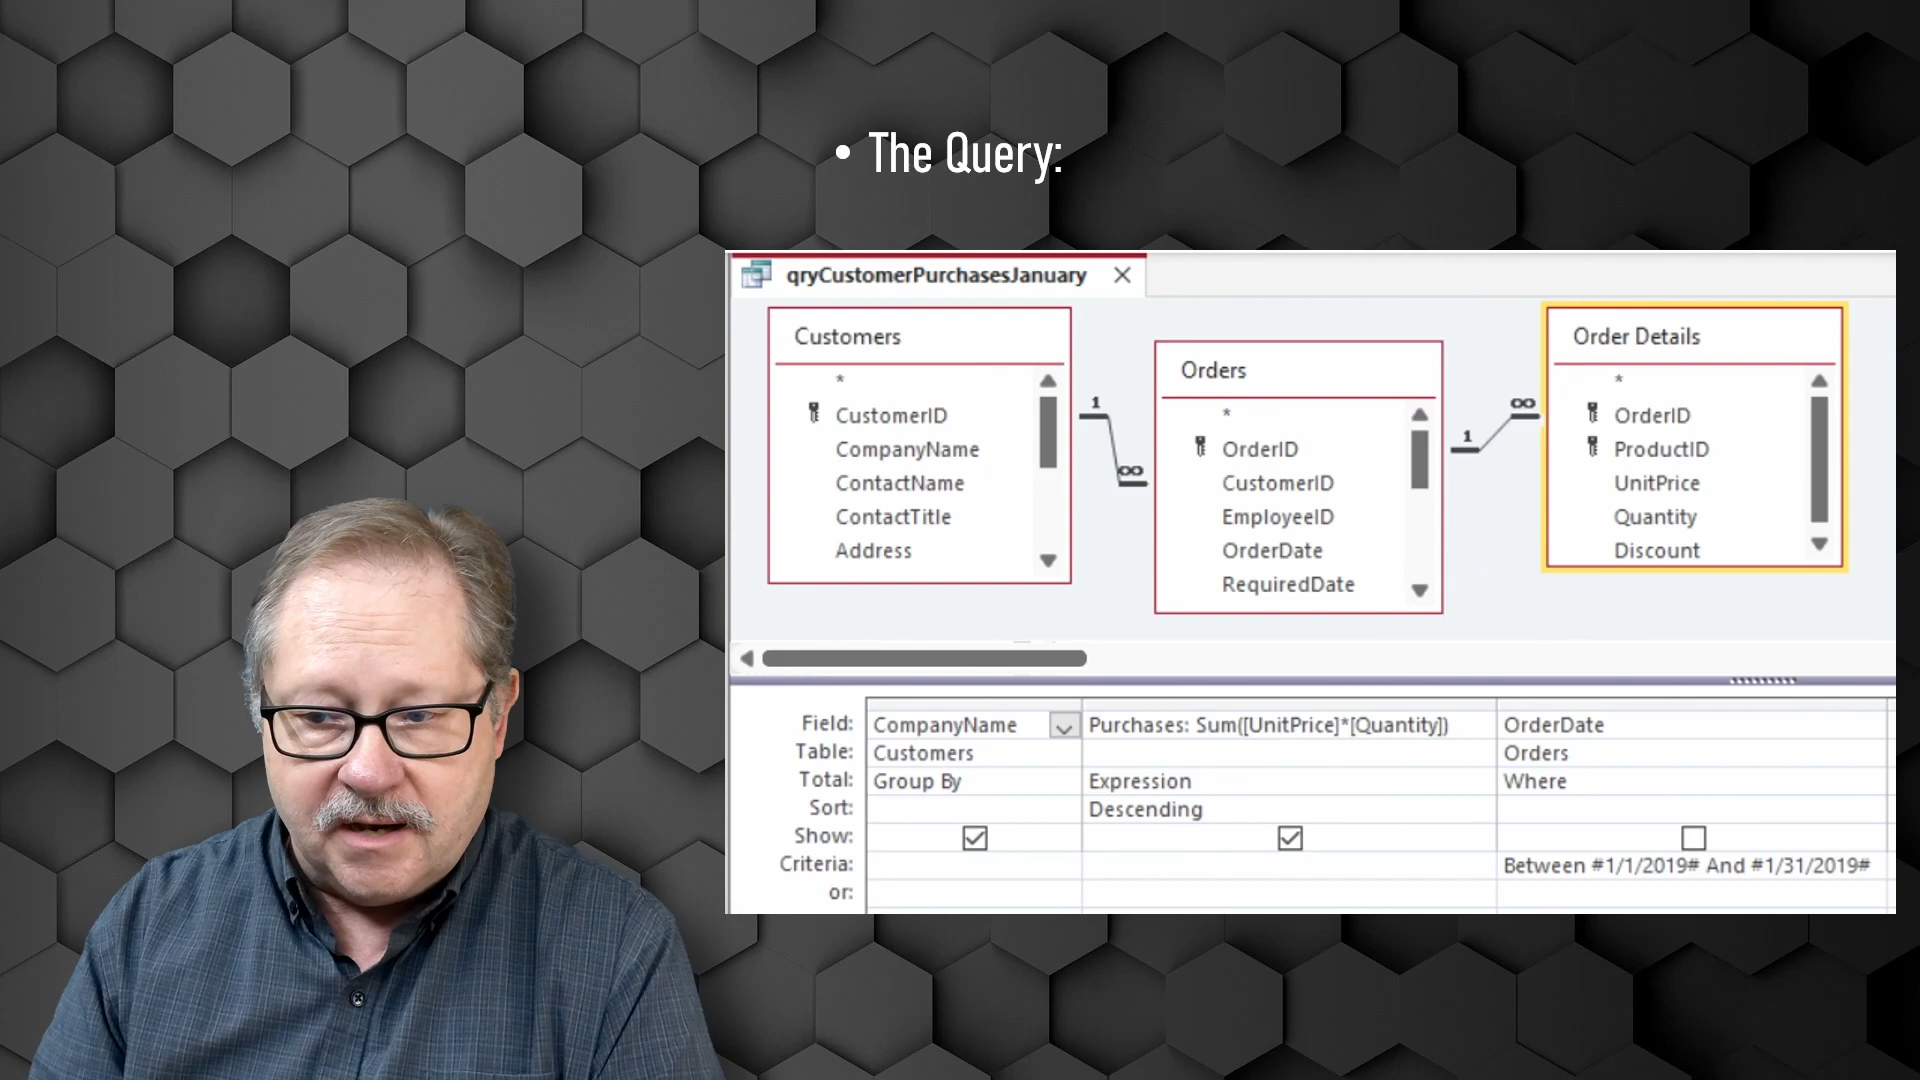 • The Query:
qryCustomerPurchasesJanuary
Customers
*
CustomerID
CompanyName
ContactName
ContactTitle
Address
1
∞
Orders
*
OrderID
CustomerID
EmployeeID
OrderDate
RequiredDate
1
∞
Order Details
*
OrderID
ProductID
UnitPrice
Quantity
Discount
Field: CompanyName Purchases: Sum([UnitPrice]*[Quantity]) OrderDate
Table: Customers Orders
Total: Group By Expression Where
Sort: Descending
Show:
Criteria: Between #1/1/2019# And #1/31/2019#
or: